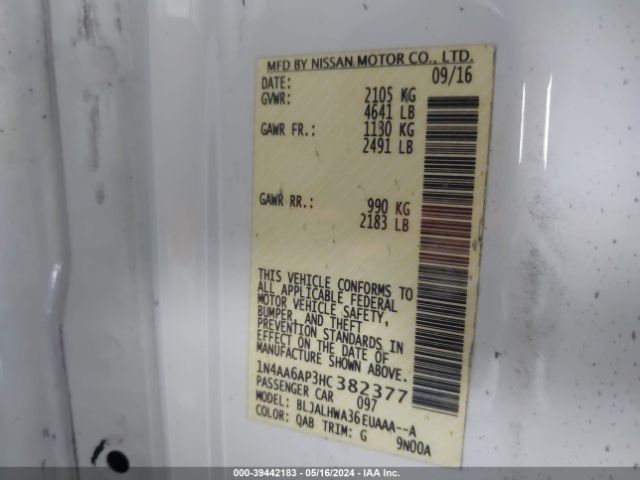 MFD BY NISSAN MOTOR CO., LTD.
DATE: 09/16
GVWR: 2105 KG
4641 LB
GAWR FR.: 1130 KG
2491 LB
GAWR RR.: 990 KG
2183 LB
THIS VEHICLE CONFORMS TO
ALL APPLICABLE FEDERAL
MOTOR VEHICLE SAFETY,
BUMPER, AND THEFT
PREVENTION STANDARDS IN
EFFECT ON THE DATE OF
MANUFACTURE SHOWN ABOVE.
1N4AA6AP3HC 382377
PASSENGER CAR 097
MODEL: BLJALHWA36EUAAA--A
COLOR: QAB TRIM: G 9N00A
000-39442183 - 05/16/2024 - IAA Inc.